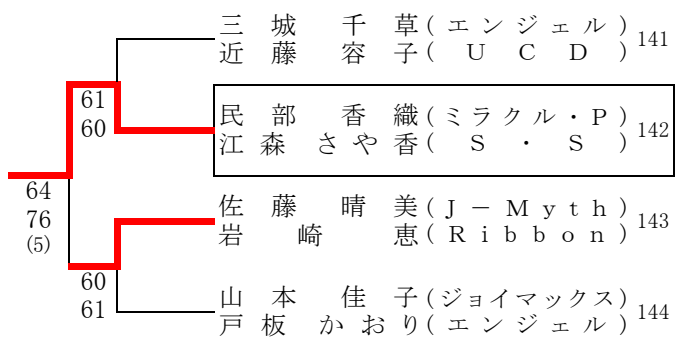 三城 千草(エンジェル) 141
近藤 容子(UCD)
61
60
民部 香織(ミラクル・P) 142
江森 さや香(S・S)
64
76
(5)
佐藤 晴美(J－Myth) 143
岩崎 恵(Ribbon)
60
61
山本 佳子(ジョイマックス) 144
戸板 かおり(エンジェル)